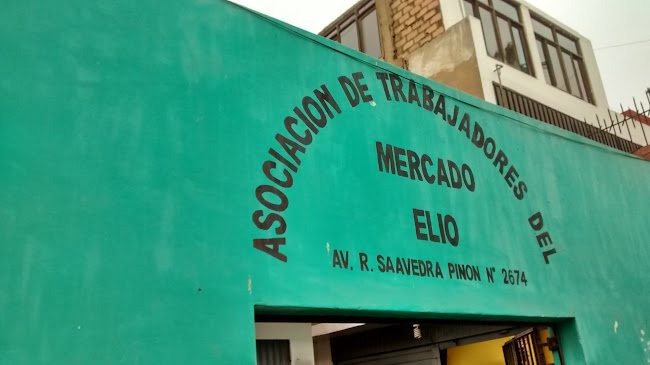 ASOCIACION DE TRABAJADORES DEL
MERCADO
ELIO
AV. R. SAAVEDRA PINON N° 2674